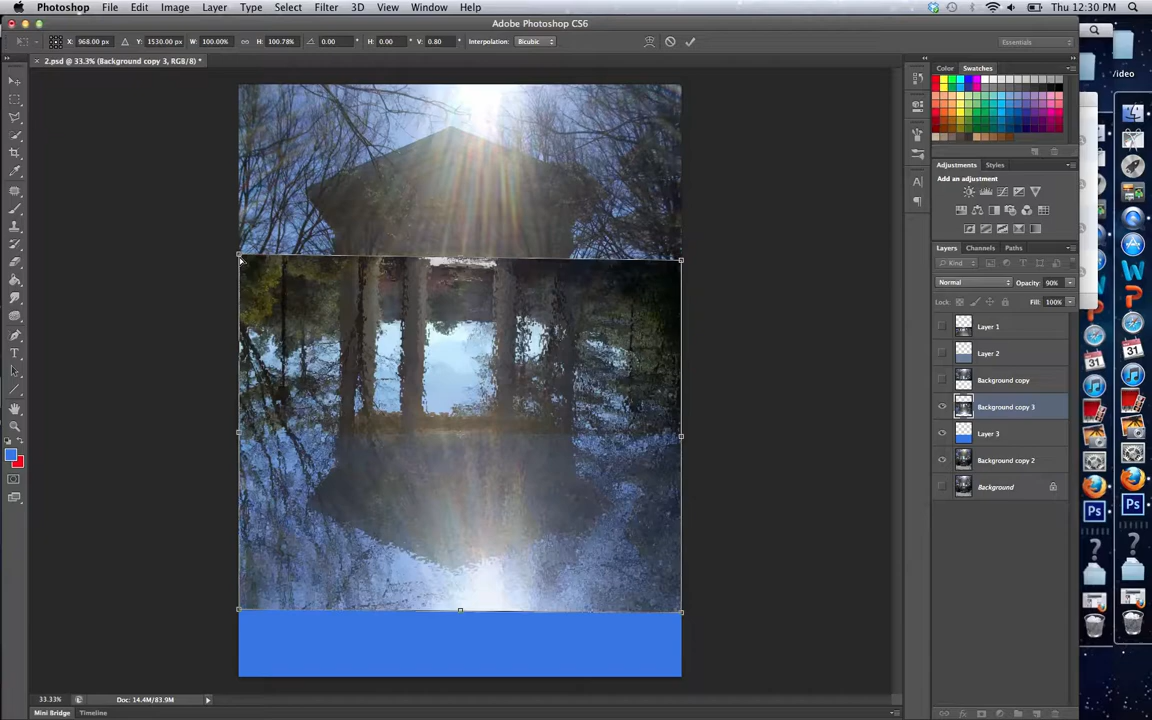 Photoshop File Edit Image Layer Type Select Filter 3D View Window Help Thu 12:30 PM
Adobe Photoshop CS6
X: 968.00 px Y: 1530.00 px W: 100.00% H: 100.78% 0.00 ° H: 0.00 ° V: 0.80 ° Interpolation: Bicubic Essentials
2.psd @ 33.3% (Background copy 3, RGB/8) *
Color Swatches
/ideo
Adjustments Styles
Add an adjustment
Layers Channels Paths
Kind
Normal Opacity: 90%
Lock: Fill: 100%
Layer 1
Layer 2
Background copy
Background copy 3
Layer 3
Background copy 2
Background
33.33% Doc: 14.4M/83.9M
Mini Bridge Timeline